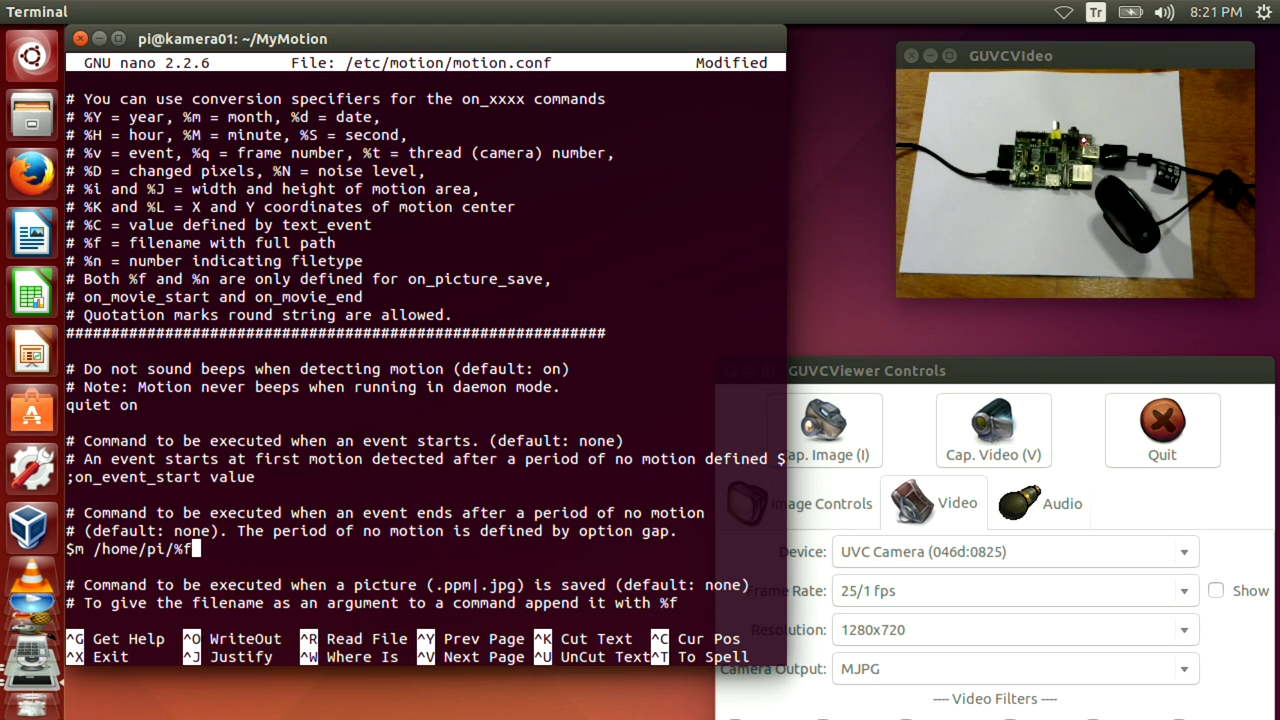 Terminal
Tr
8:21 PM
pi@kamera01: ~/MyMotion
GNU nano 2.2.6 File: /etc/motion/motion.conf Modified
# You can use conversion specifiers for the on_xxxx commands
# %Y = year, %m = month, %d = date,
# %H = hour, %M = minute, %S = second,
# %v = event, %q = frame number, %t = thread (camera) number,
# %D = changed pixels, %N = noise level,
# %i and %J = width and height of motion area,
# %K and %L = X and Y coordinates of motion center
# %C = value defined by text_event
# %f = filename with full path
# %n = number indicating filetype
# Both %f and %n are only defined for on_picture_save,
# on_movie_start and on_movie_end
# Quotation marks round string are allowed.
############################################################
# Do not sound beeps when detecting motion (default: on)
# Note: Motion never beeps when running in daemon mode.
quiet on
# Command to be executed when an event starts. (default: none)
# An event starts at first motion detected after a period of no motion defined $
;on_event_start value
# Command to be executed when an event ends after a period of no motion
# (default: none). The period of no motion is defined by option gap.
$m /home/pi/%f
# Command to be executed when a picture (.ppm|.jpg) is saved (default: none)
# To give the filename as an argument to a command append it with %f
^G Get Help ^O WriteOut ^R Read File ^Y Prev Page ^K Cut Text ^C Cur Pos
^X Exit ^J Justify ^W Where Is ^V Next Page ^U UnCut Text ^T To Spell
GUVCVIdeo
GUVCViewer Controls
Cap. Image (I) Cap. Video (V) Quit
Image Controls Video Audio
Device: UVC Camera (046d:0825)
Frame Rate: 25/1 fps Show
Resolution: 1280x720
Camera Output: MJPG
---- Video Filters ----